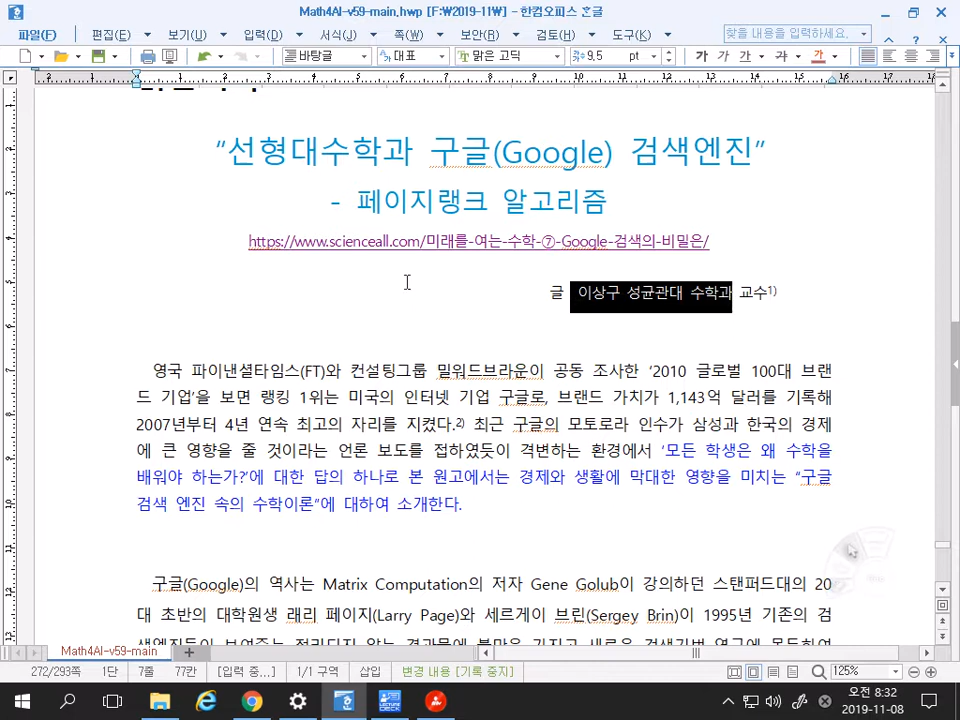 Math4AI-v59-main.hwp [F:₩2019-11₩] - 한컴오피스 한글
파일(F) 편집(E) 보기(U) 입력(D) 서식(J) 쪽(W) 보안(R) 검토(H) 도구(K) 찾을 내용을 입력하세요.
바탕글 대표 맑은 고딕 9.5 pt 가 가 가 가 가
“선형대수학과 구글(Google) 검색엔진”
- 페이지랭크 알고리즘
https://www.scienceall.com/미래를-여는-수학-⑦-Google-검색의-비밀은/
글 이상구 성균관대 수학과 교수1)
영국 파이낸셜타임스(FT)와 컨설팅그룹 밀워드브라운이 공동 조사한 ‘2010 글로벌 100대 브랜
드 기업’을 보면 랭킹 1위는 미국의 인터넷 기업 구글로, 브랜드 가치가 1,143억 달러를 기록해
2007년부터 4년 연속 최고의 자리를 지켰다.2) 최근 구글의 모토로라 인수가 삼성과 한국의 경제
에 큰 영향을 줄 것이라는 언론 보도를 접하였듯이 격변하는 환경에서 ‘모든 학생은 왜 수학을
배워야 하는가?’에 대한 답의 하나로 본 원고에서는 경제와 생활에 막대한 영향을 미치는 “구글
검색 엔진 속의 수학이론”에 대하여 소개한다.
구글(Google)의 역사는 Matrix Computation의 저자 Gene Golub이 강의하던 스탠퍼드대의 20
대 초반의 대학원생 래리 페이지(Larry Page)와 세르게이 브린(Sergey Brin)이 1995년 기존의 검
Math4AI-v59-main
272/293쪽 1단 7줄 77칸 [입력 중...] 1/1 구역 삽입 변경 내용 [기록 중지] 125%
오전 8:32
2019-11-08